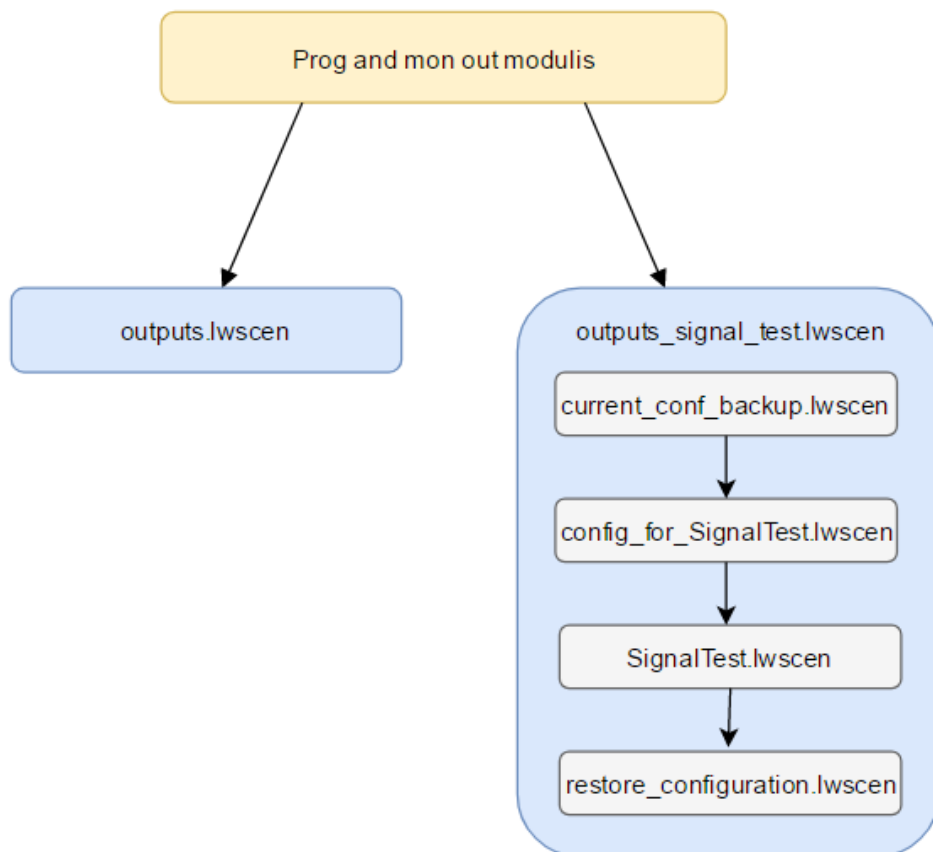 Prog and mon out modulis
outputs.lwscen
outputs_signal_test.lwscen
current_conf_backup.lwscen
config_for_SignalTest.lwscen
SignalTest.lwscen
restore_configuration.lwscen